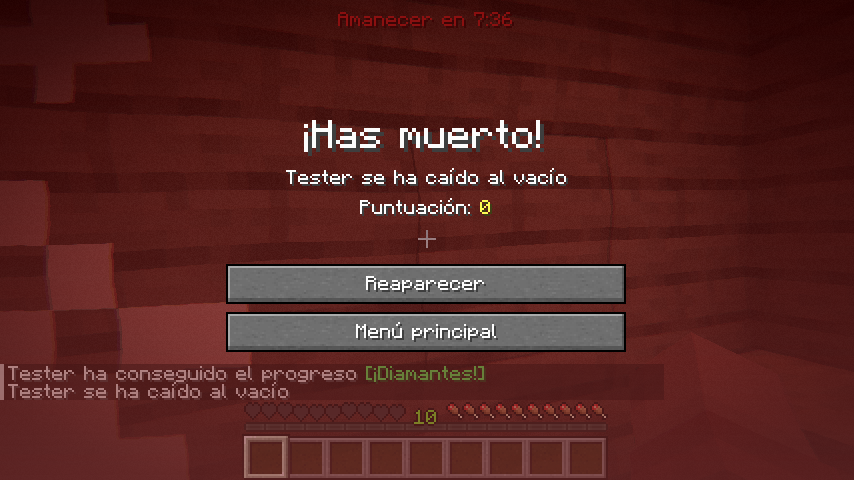 Amanecer en 7:36
¡Has muerto!
Tester se ha caído al vacío
Puntuación: 0
Reaparecer
Menú principal
Tester ha conseguido el progreso [¡Diamantes!]
Tester se ha caído al vacío
10